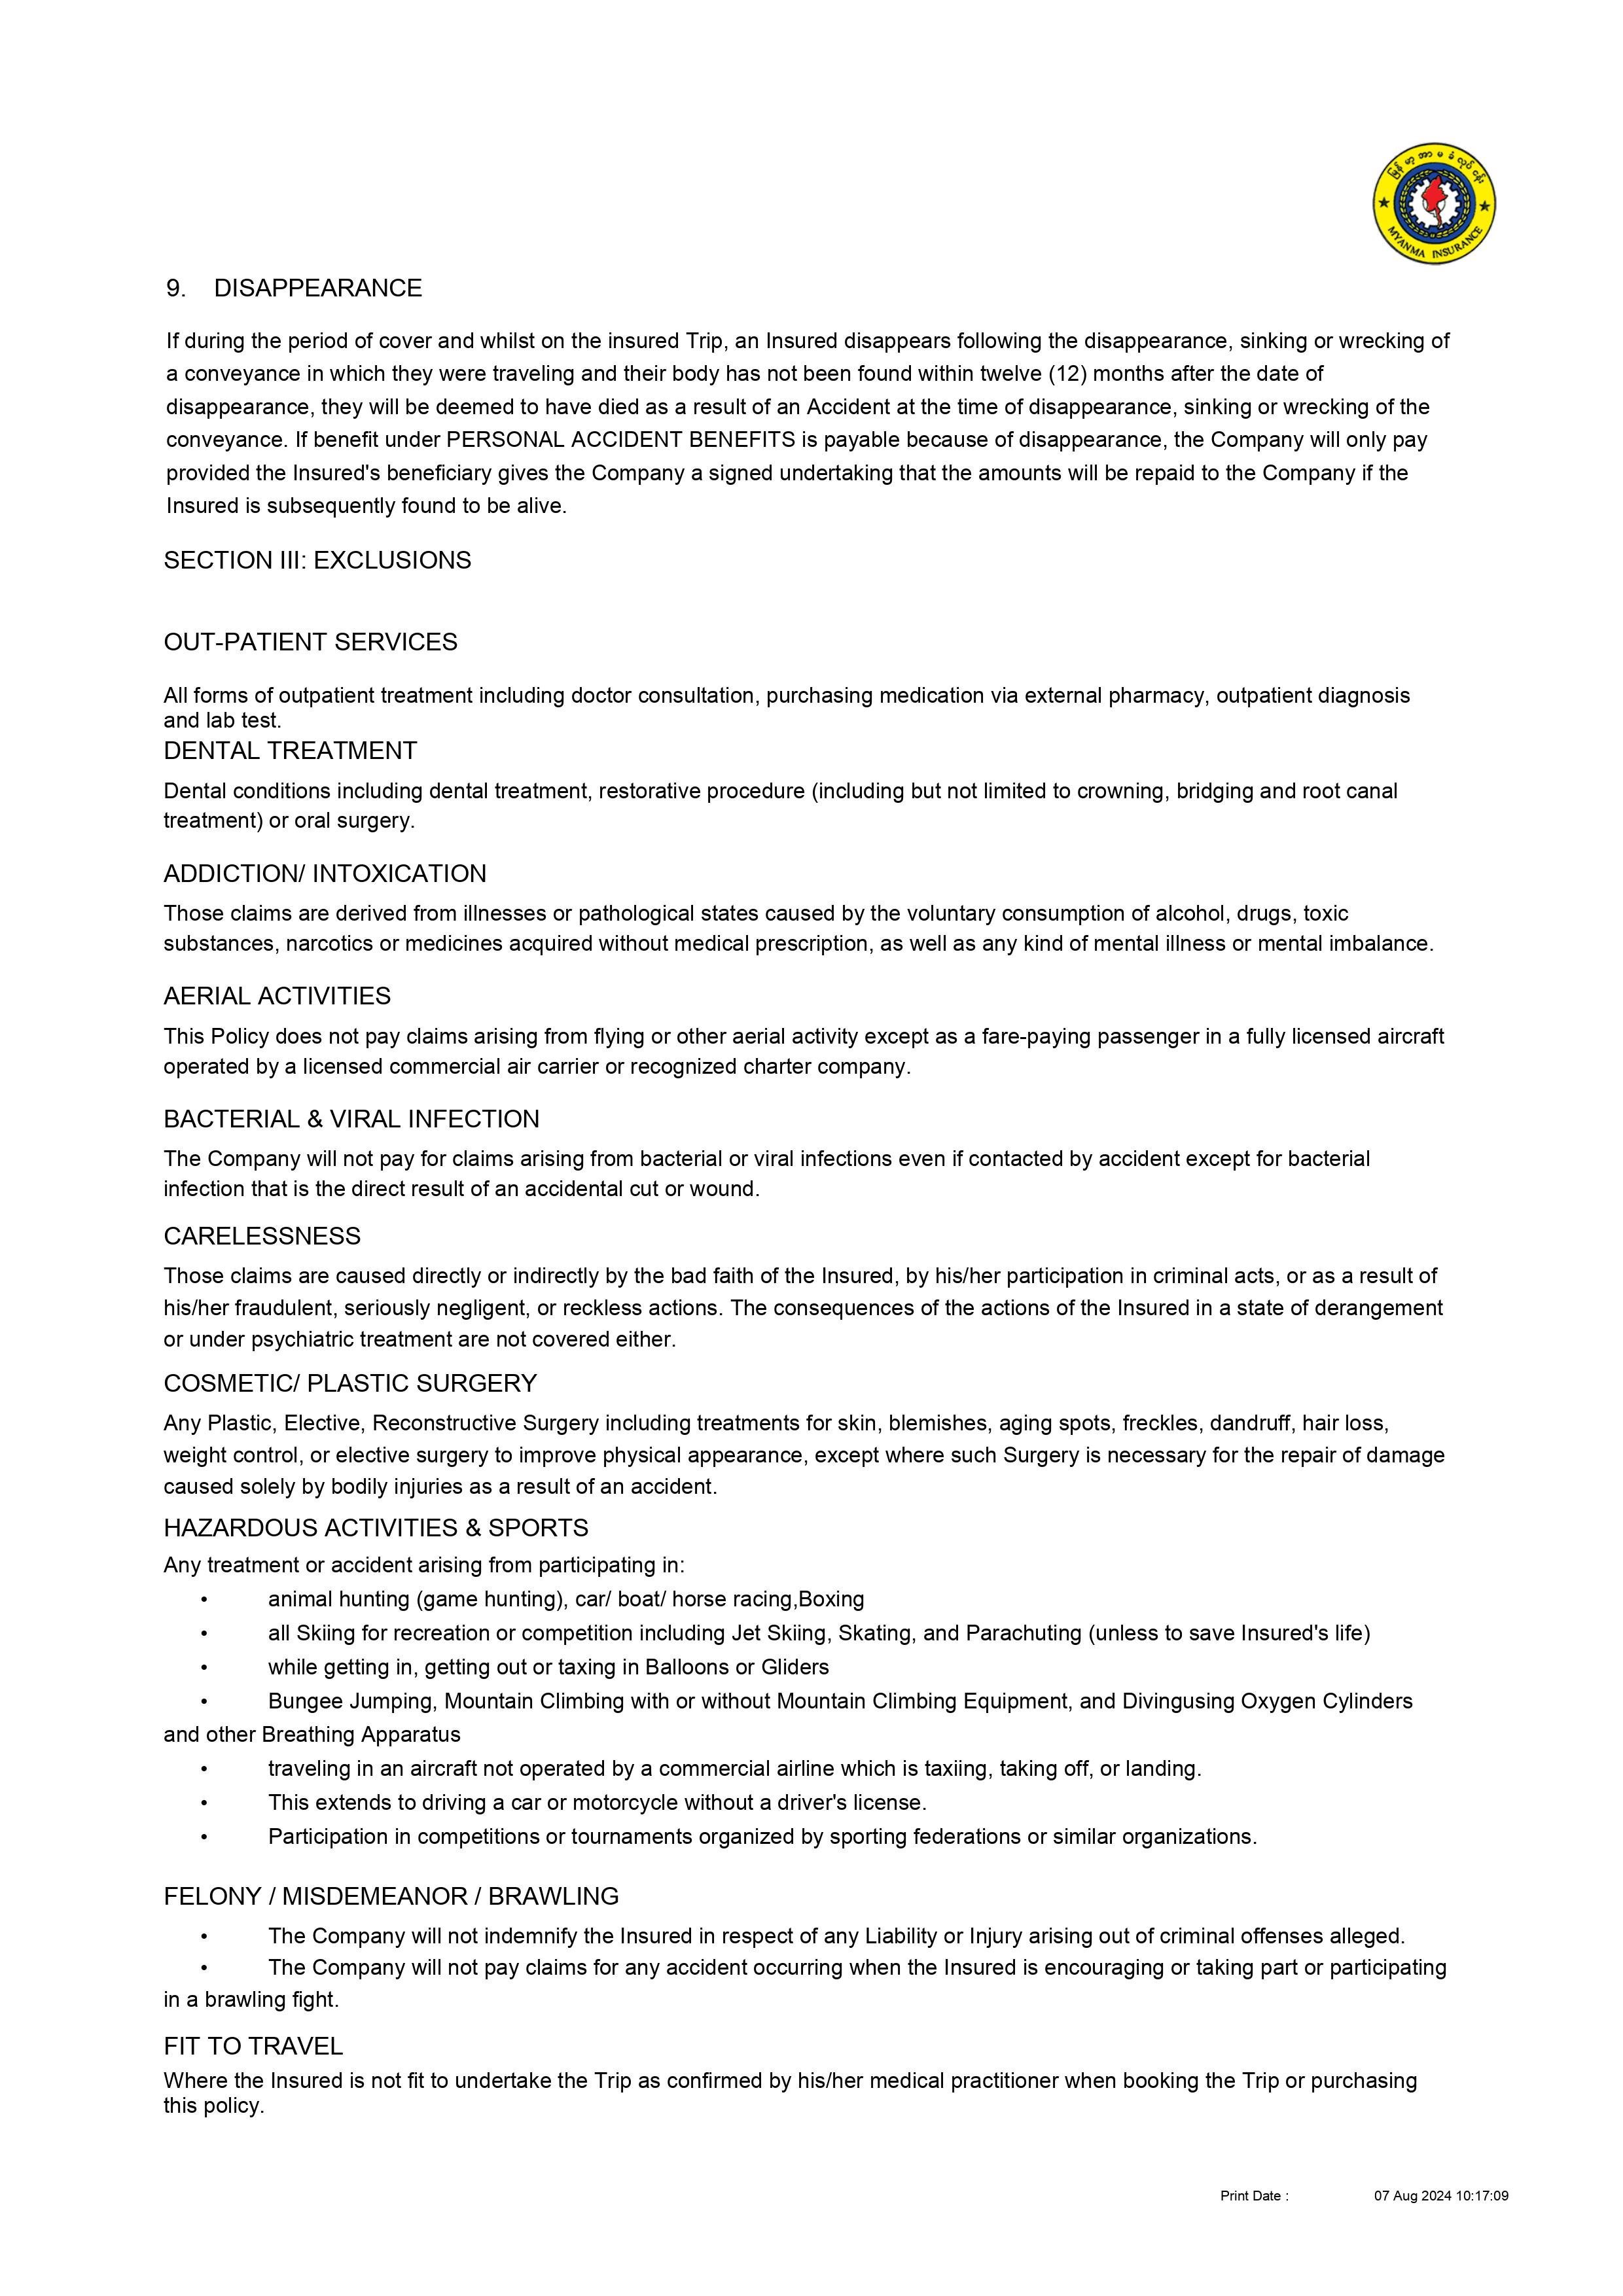 မြန်မာ့အာမခံလုပ်ငန်း
MYANMA INSURANCE
9. DISAPPEARANCE
If during the period of cover and whilst on the insured Trip, an Insured disappears following the disappearance, sinking or wrecking of
a conveyance in which they were traveling and their body has not been found within twelve (12) months after the date of
disappearance, they will be deemed to have died as a result of an Accident at the time of disappearance, sinking or wrecking of the
conveyance. If benefit under PERSONAL ACCIDENT BENEFITS is payable because of disappearance, the Company will only pay
provided the Insured's beneficiary gives the Company a signed undertaking that the amounts will be repaid to the Company if the
Insured is subsequently found to be alive.
SECTION III: EXCLUSIONS
OUT-PATIENT SERVICES
All forms of outpatient treatment including doctor consultation, purchasing medication via external pharmacy, outpatient diagnosis
and lab test.
DENTAL TREATMENT
Dental conditions including dental treatment, restorative procedure (including but not limited to crowning, bridging and root canal
treatment) or oral surgery.
ADDICTION/ INTOXICATION
Those claims are derived from illnesses or pathological states caused by the voluntary consumption of alcohol, drugs, toxic
substances, narcotics or medicines acquired without medical prescription, as well as any kind of mental illness or mental imbalance.
AERIAL ACTIVITIES
This Policy does not pay claims arising from flying or other aerial activity except as a fare-paying passenger in a fully licensed aircraft
operated by a licensed commercial air carrier or recognized charter company.
BACTERIAL & VIRAL INFECTION
The Company will not pay for claims arising from bacterial or viral infections even if contacted by accident except for bacterial
infection that is the direct result of an accidental cut or wound.
CARELESSNESS
Those claims are caused directly or indirectly by the bad faith of the Insured, by his/her participation in criminal acts, or as a result of
his/her fraudulent, seriously negligent, or reckless actions. The consequences of the actions of the Insured in a state of derangement
or under psychiatric treatment are not covered either.
COSMETIC/ PLASTIC SURGERY
Any Plastic, Elective, Reconstructive Surgery including treatments for skin, blemishes, aging spots, freckles, dandruff, hair loss,
weight control, or elective surgery to improve physical appearance, except where such Surgery is necessary for the repair of damage
caused solely by bodily injuries as a result of an accident.
HAZARDOUS ACTIVITIES & SPORTS
Any treatment or accident arising from participating in:
• animal hunting (game hunting), car/ boat/ horse racing,Boxing
• all Skiing for recreation or competition including Jet Skiing, Skating, and Parachuting (unless to save Insured's life)
• while getting in, getting out or taxing in Balloons or Gliders
• Bungee Jumping, Mountain Climbing with or without Mountain Climbing Equipment, and Divingusing Oxygen Cylinders
and other Breathing Apparatus
• traveling in an aircraft not operated by a commercial airline which is taxiing, taking off, or landing.
• This extends to driving a car or motorcycle without a driver's license.
• Participation in competitions or tournaments organized by sporting federations or similar organizations.
FELONY / MISDEMEANOR / BRAWLING
• The Company will not indemnify the Insured in respect of any Liability or Injury arising out of criminal offenses alleged.
• The Company will not pay claims for any accident occurring when the Insured is encouraging or taking part or participating
in a brawling fight.
FIT TO TRAVEL
Where the Insured is not fit to undertake the Trip as confirmed by his/her medical practitioner when booking the Trip or purchasing
this policy.
Print Date : 07 Aug 2024 10:17:09